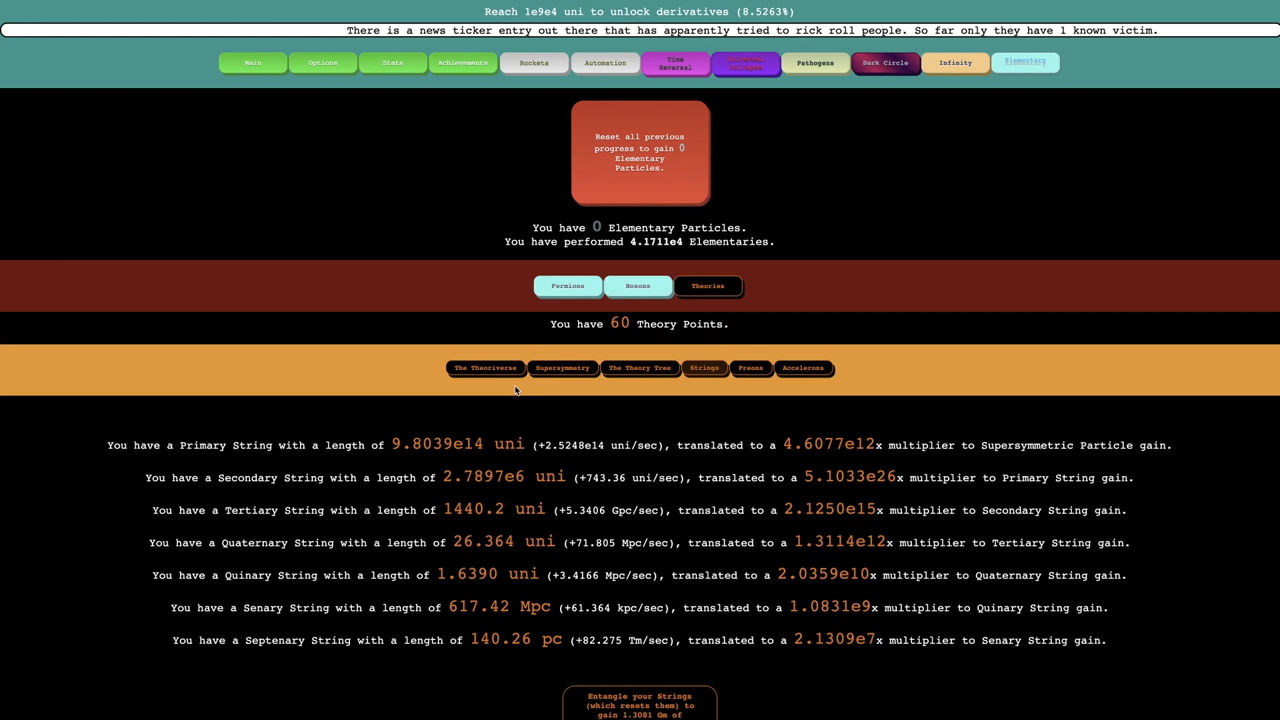 Reach 1e9e4 uni to unlock derivatives (8.5263%)
There is a news ticker entry out there that has apparently tried to rick roll people. So far only they have 1 known victim.
Main Options Stats Achievements Rockets Automation Time Reversal Pathogens Dark Circle Infinity Elementary
Reset all previous
progress to gain 0
Elementary
Particles.
You have 0 Elementary Particles.
You have performed 4.1711e4 Elementaries.
Fermions Bosons Theories
You have 60 Theory Points.
The Theoriverse Supersymmetry The Theory Tree Strings Preons Accelerons
You have a Primary String with a length of 9.8039e14 uni (+2.5248e14 uni/sec), translated to a 4.6077e12x multiplier to Supersymmetric Particle gain.
You have a Secondary String with a length of 2.7897e6 uni (+743.36 uni/sec), translated to a 5.1033e26x multiplier to Primary String gain.
You have a Tertiary String with a length of 1440.2 uni (+5.3406 Gpc/sec), translated to a 2.1250e15x multiplier to Secondary String gain.
You have a Quaternary String with a length of 26.364 uni (+71.805 Mpc/sec), translated to a 1.3114e12x multiplier to Tertiary String gain.
You have a Quinary String with a length of 1.6390 uni (+3.4166 Mpc/sec), translated to a 2.0359e10x multiplier to Quaternary String gain.
You have a Senary String with a length of 617.42 Mpc (+61.364 kpc/sec), translated to a 1.0831e9x multiplier to Quinary String gain.
You have a Septenary String with a length of 140.26 pc (+82.275 Tm/sec), translated to a 2.1309e7x multiplier to Senary String gain.
Entangle your Strings
(which resets them) to
gain 1.3081 Gm of